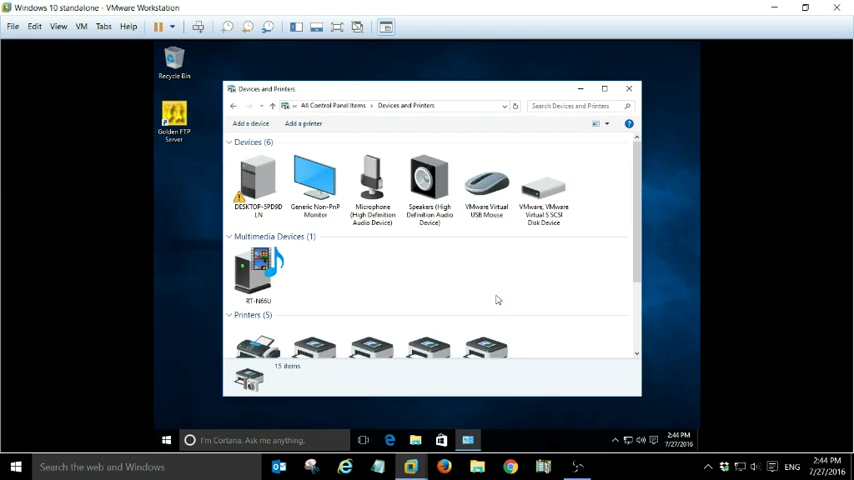 Windows 10 standalone - VMware Workstation
File Edit View VM Tabs Help
Recycle Bin
Golden FTP
Server
Devices and Printers
« All Control Panel Items › Devices and Printers
Search Devices and Printers
Add a device Add a printer
Devices (6)
DESKTOP-5PD9D
LN
Generic Non-PnP
Monitor
Microphone
(High Definition
Audio Device)
Speakers (High
Definition Audio
Device)
VMware Virtual
USB Mouse
VMware, VMware
Virtual S SCSI
Disk Device
Multimedia Devices (1)
RT-N66U
Printers (5)
15 items
I'm Cortana. Ask me anything.
2:44 PM
7/27/2016
Search the web and Windows
ENG
2:44 PM
7/27/2016